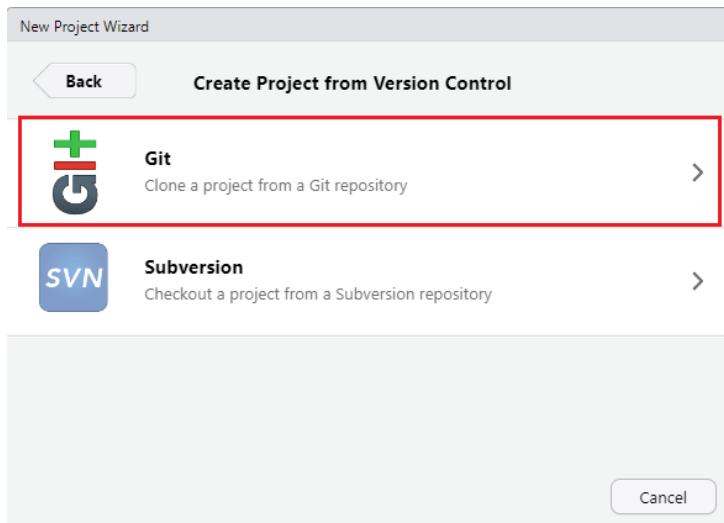 New Project Wizard
Back
Create Project from Version Control
Git
Git
Clone a project from a Git repository
SVN
Subversion
Checkout a project from a Subversion repository
Cancel